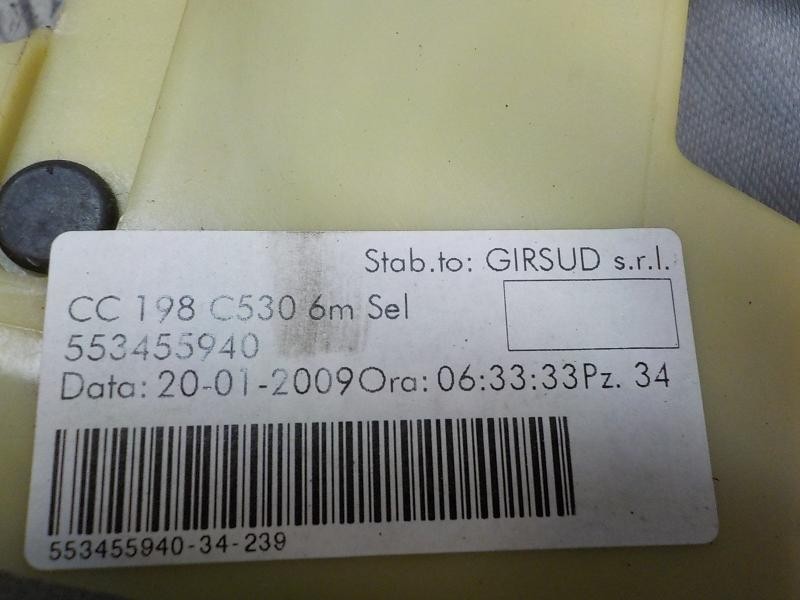 Stab.to: GIRSUD s.r.l.
CC 198 C530 6m Sel
553455940
Data: 20-01-2009Ora: 06:33:33Pz. 34
553455940-34-239